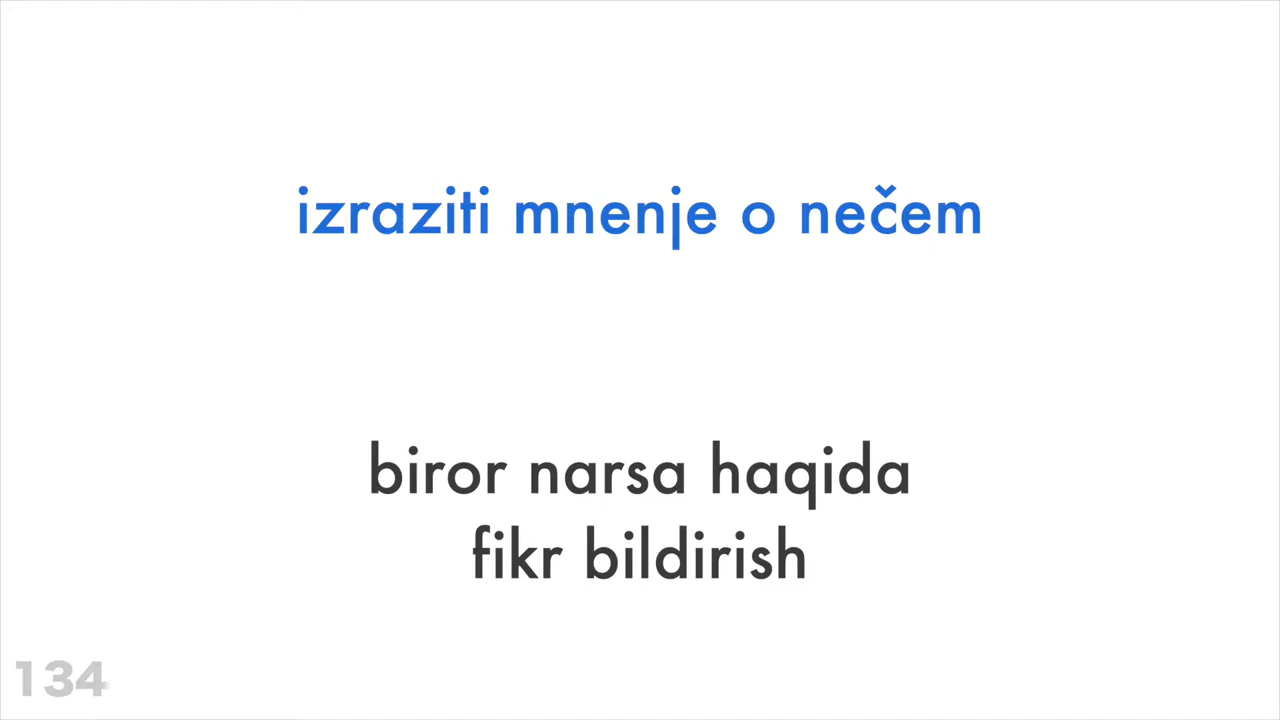 izraziti mnenje o nečem
biror narsa haqida
fikr bildirish
134